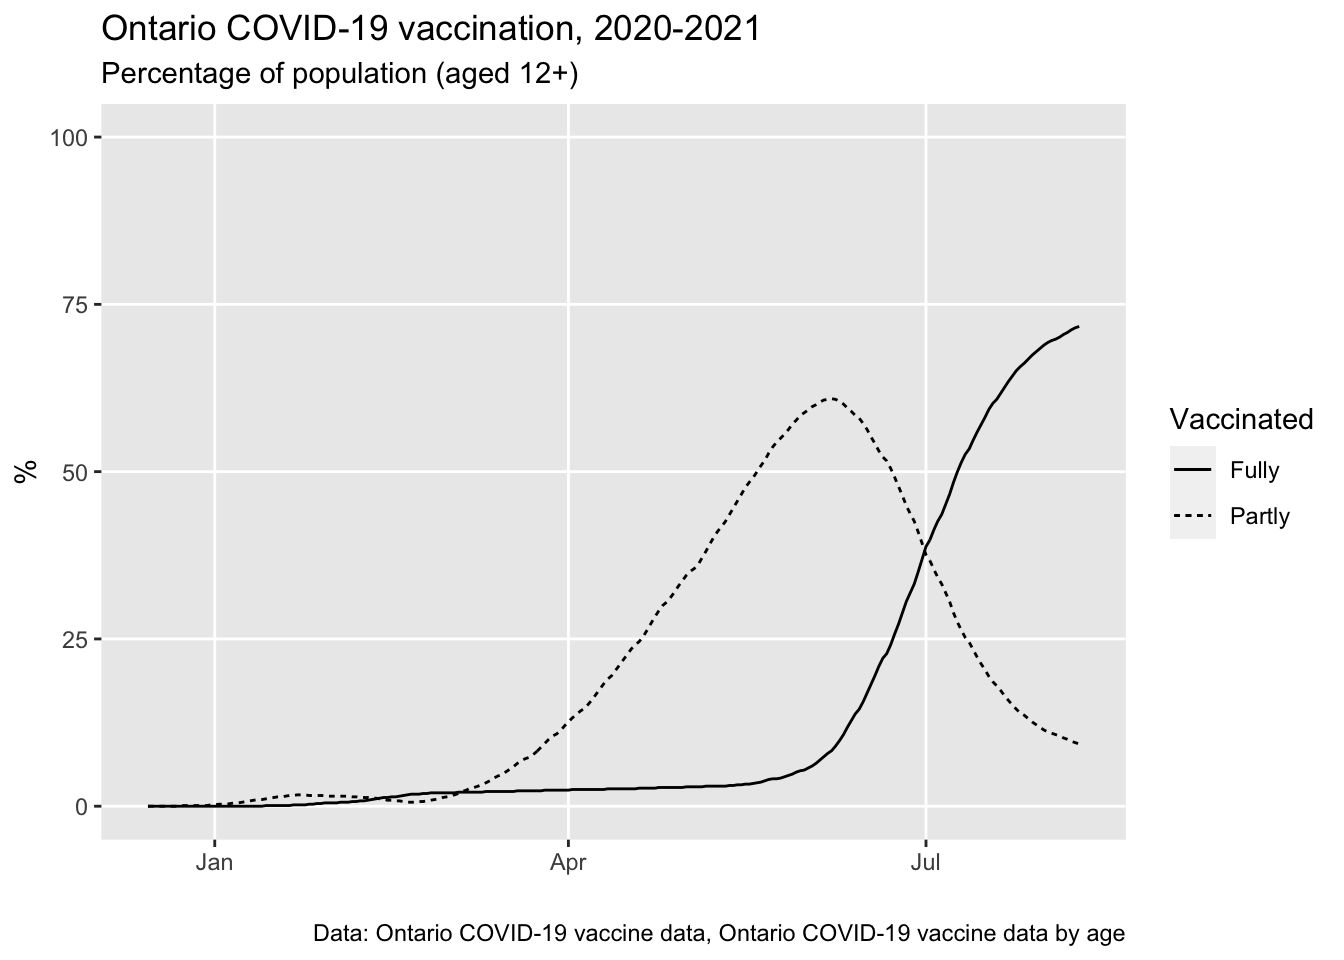 Ontario COVID-19 vaccination, 2020-2021
Percentage of population (aged 12+)
100
75
50
25
0
%
Jan Apr Jul
Vaccinated
Fully
Partly
Data: Ontario COVID-19 vaccine data, Ontario COVID-19 vaccine data by age